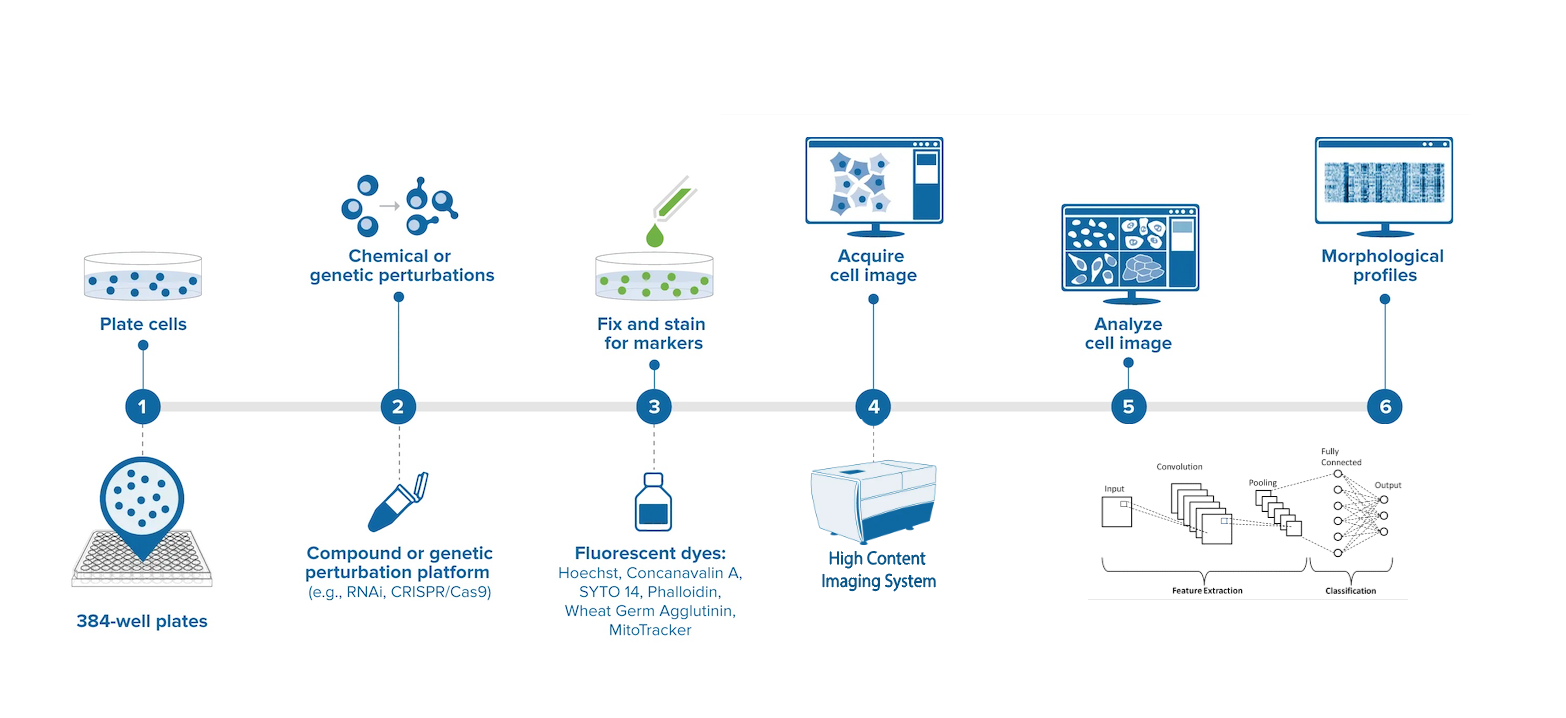 Plate cells
Chemical or
genetic perturbations
Fix and stain
for markers
Acquire
cell image
Analyze
cell image
Morphological
profiles
1
2
3
4
5
6
384-well plates
Compound or genetic
perturbation platform
(e.g., RNAi, CRISPR/Cas9)
Fluorescent dyes:
Hoechst, Concanavalin A,
SYTO 14, Phalloidin,
Wheat Germ Agglutinin,
MitoTracker
High Content
Imaging System
Input
Convolution
Pooling
Fully
Connected
Output
Feature Extraction
Classification